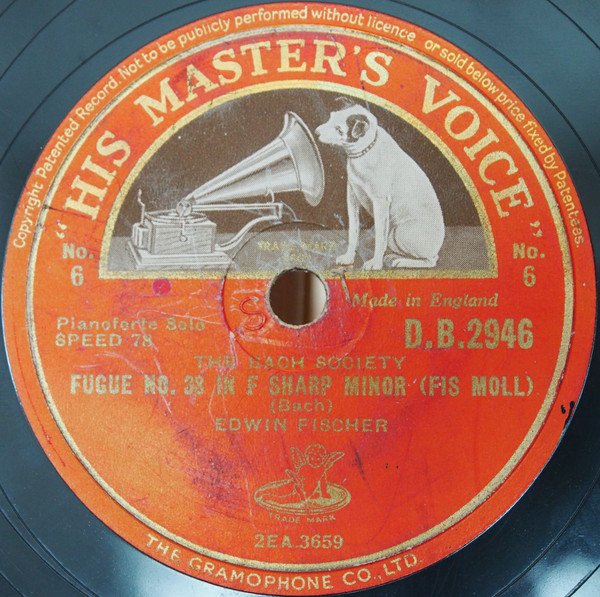 Copyright Patented Record. Not to be publicly performed without licence or sold below price fixed by Patentees.
"HIS MASTER'S VOICE"
No. 6
No. 6
TRADE MARK
S
Made in England
Pianoforte Solo
SPEED 78
D.B.2946
THE BACH SOCIETY
FUGUE NO. 38 IN F SHARP MINOR (FIS MOLL)
(Bach)
EDWIN FISCHER
TRADE MARK
2EA.3659
THE GRAMOPHONE CO., LTD.